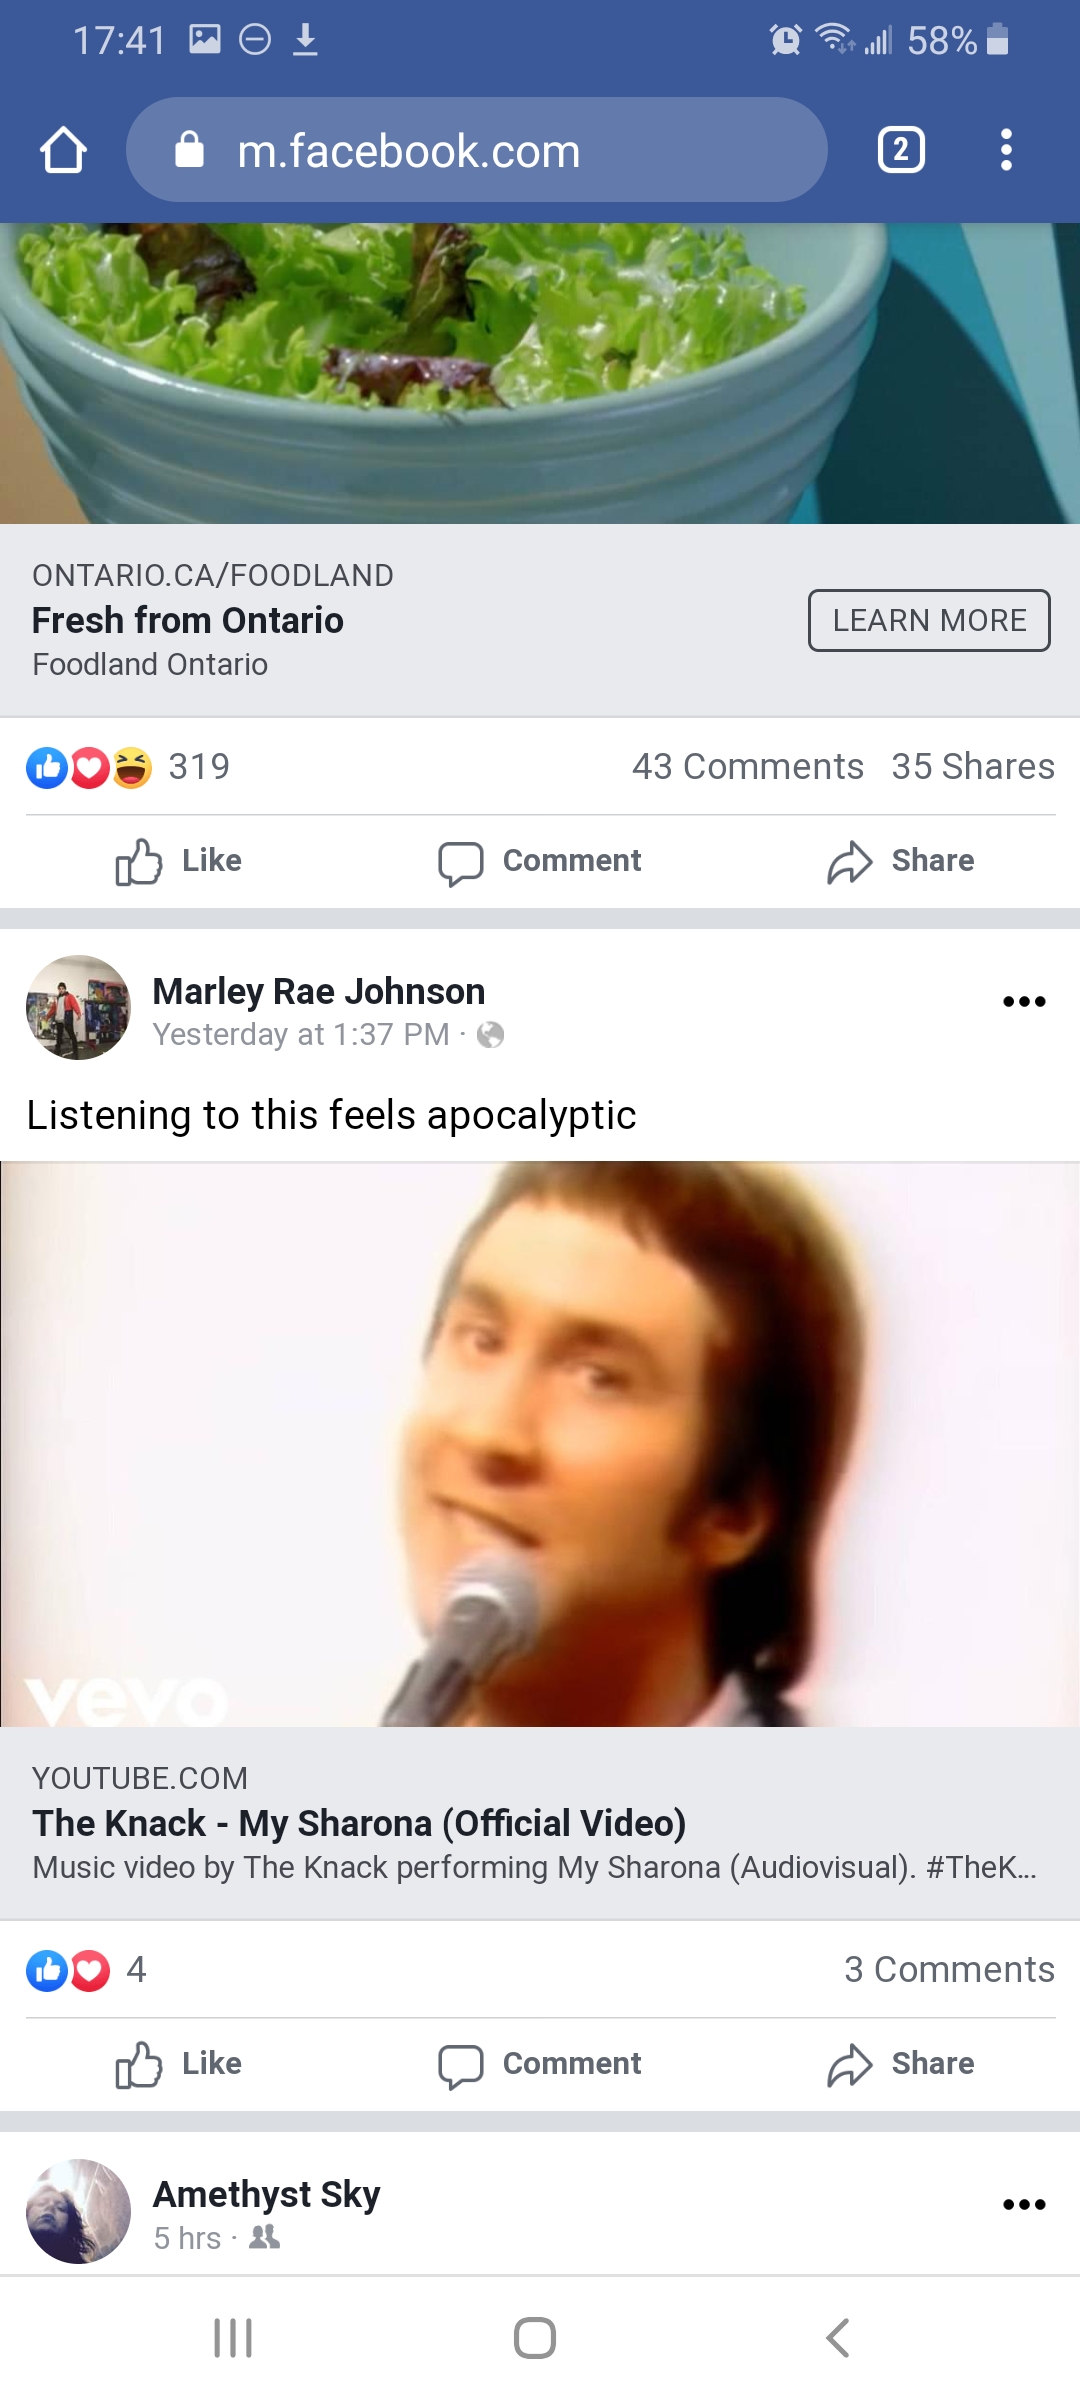 17:41 58%
m.facebook.com 2
ONTARIO.CA/FOODLAND
Fresh from Ontario
LEARN MORE
Foodland Ontario
319 43 Comments 35 Shares
Like Comment Share
Marley Rae Johnson
Yesterday at 1:37 PM ·
Listening to this feels apocalyptic
vevo
YOUTUBE.COM
The Knack - My Sharona (Official Video)
Music video by The Knack performing My Sharona (Audiovisual). #TheK...
4 3 Comments
Like Comment Share
Amethyst Sky
5 hrs ·